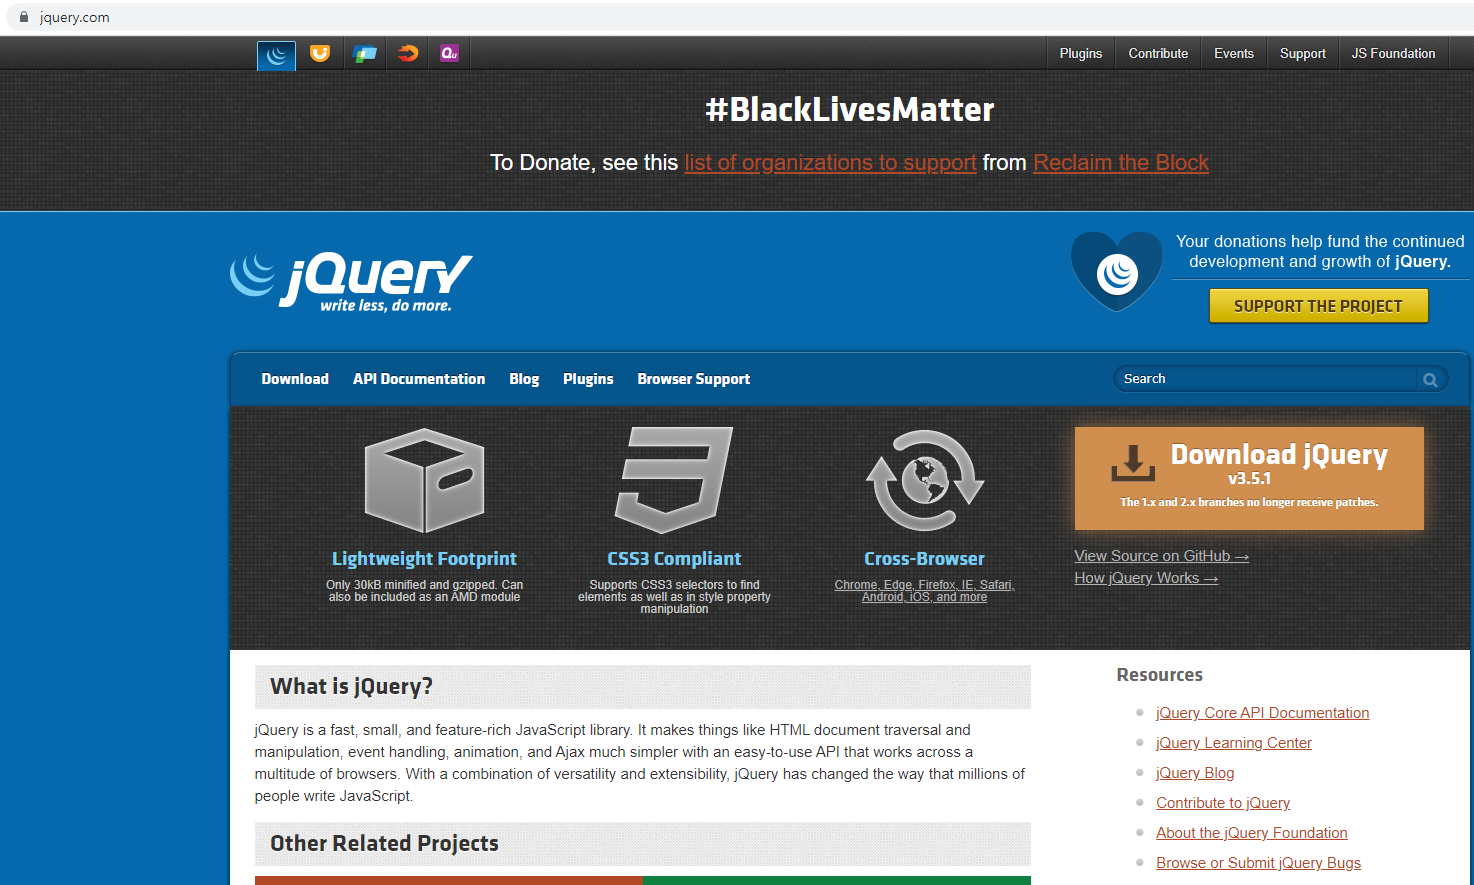 jquery.com
Qu
Plugins
Contribute
Events
Support
JS Foundation
#BlackLivesMatter
To Donate, see this list of organizations to support from Reclaim the Block
jQuery
write less, do more.
Your donations help fund the continued
development and growth of jQuery.
SUPPORT THE PROJECT
Download
API Documentation
Blog
Plugins
Browser Support
Search
Lightweight Footprint
Only 30kB minified and gzipped. Can
also be included as an AMD module
CSS3 Compliant
Supports CSS3 selectors to find
elements as well as in style property
manipulation
Cross-Browser
Chrome, Edge, Firefox, IE, Safari,
Android, iOS, and more
Download jQuery
v3.5.1
The 1.x and 2.x branches no longer receive patches.
View Source on GitHub →
How jQuery Works →
What is jQuery?
jQuery is a fast, small, and feature-rich JavaScript library. It makes things like HTML document traversal and
manipulation, event handling, animation, and Ajax much simpler with an easy-to-use API that works across a
multitude of browsers. With a combination of versatility and extensibility, jQuery has changed the way that millions of
people write JavaScript.
Other Related Projects
Resources
jQuery Core API Documentation
jQuery Learning Center
jQuery Blog
Contribute to jQuery
About the jQuery Foundation
Browse or Submit jQuery Bugs